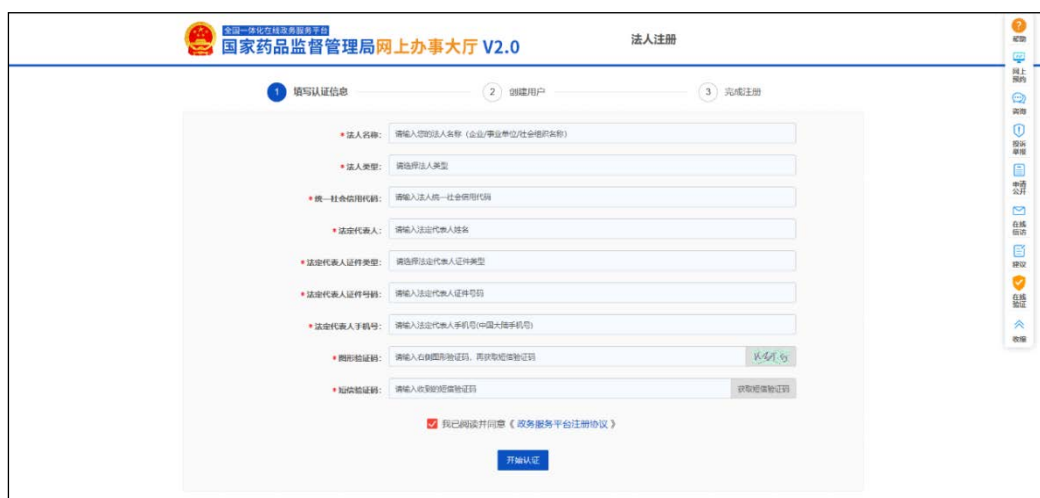 全国一体化在线政务服务平台
国家药品监督管理局网上办事大厅 V2.0
法人注册
1 填写认证信息
2 创建用户
3 完成注册
*法人名称: 请输入您的法人名称（企业/事业单位/社会组织名称）
*法人类型: 请选择法人类型
*统一社会信用代码: 请输入法人统一社会信用代码
*法定代表人: 请输入法定代表人姓名
*法定代表人证件类型: 请选择法定代表人证件类型
*法定代表人证件号码: 请输入法定代表人证件号码
*法定代表人手机号: 请输入法定代表人手机号(中国大陆手机号)
*图形验证码: 请输入右侧图形验证码，再获取短信验证码
*短信验证码: 请输入收到的短信验证码 获取短信验证码
我已阅读并同意《 政务服务平台注册协议 》
开始认证
帮助
网上
预约
咨询
投诉
举报
申请
公开
在线
信访
建议
在线
验证
收缩